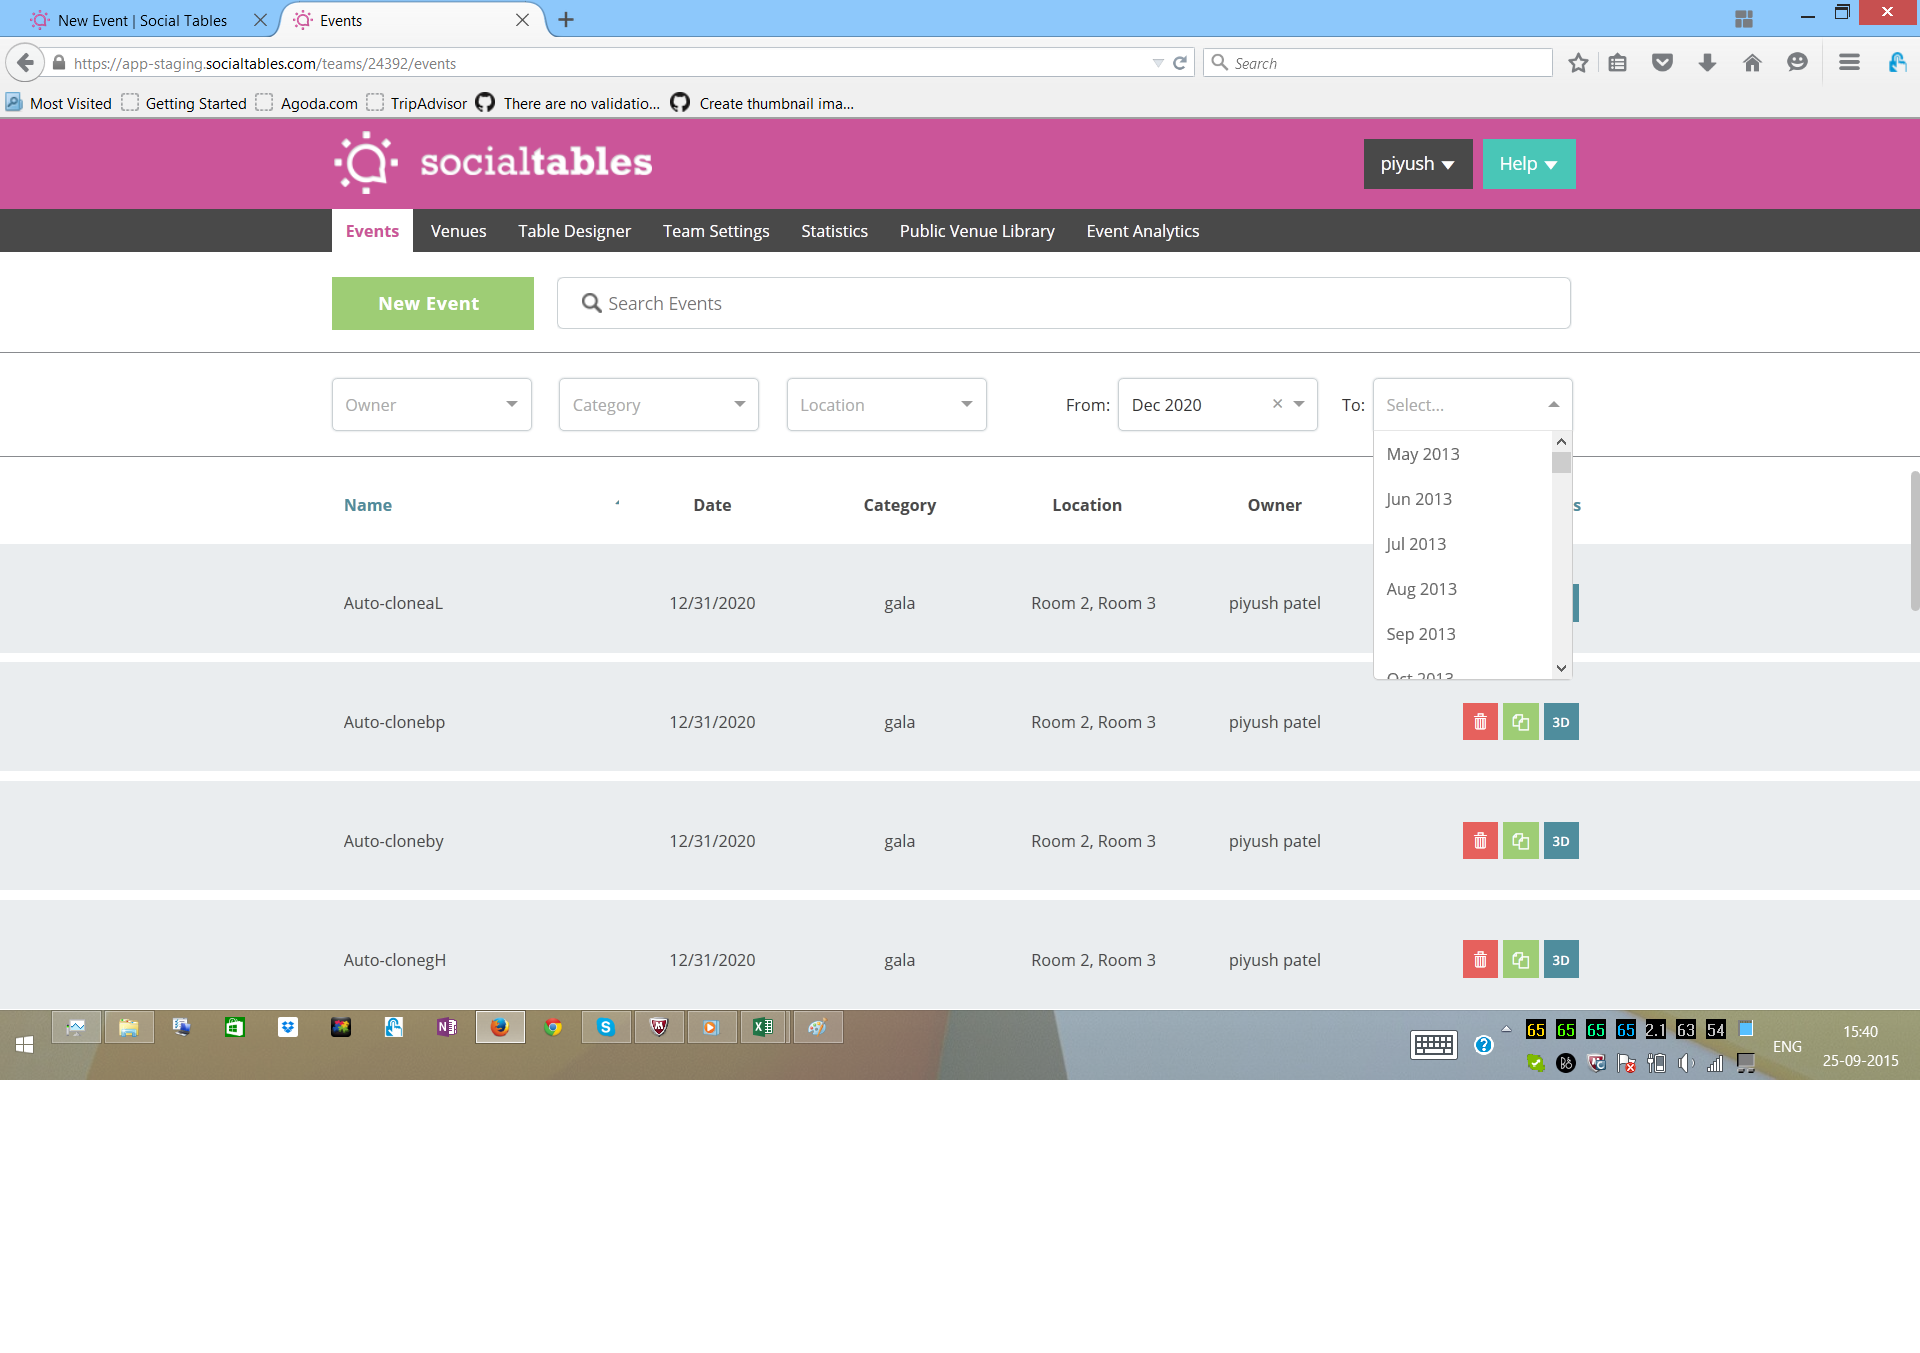 New Event | Social Tables
Events
https://app-staging.socialtables.com/teams/24392/events
Search
Most Visited
Getting Started
Agoda.com
TripAdvisor
There are no validatio...
Create thumbnail ima...
socialtables
piyush
Help
Events
Venues
Table Designer
Team Settings
Statistics
Public Venue Library
Event Analytics
New Event
Search Events
Owner
Category
Location
From:
Dec 2020
To:
Select...
May 2013
Jun 2013
Jul 2013
Aug 2013
Sep 2013
Oct 2013
Name
Date
Category
Location
Owner
s
Auto-cloneaL 12/31/2020 gala Room 2, Room 3 piyush patel
Auto-clonebp 12/31/2020 gala Room 2, Room 3 piyush patel 3D
Auto-cloneby 12/31/2020 gala Room 2, Room 3 piyush patel 3D
Auto-clonegH 12/31/2020 gala Room 2, Room 3 piyush patel 3D
65 65 65 65 2.1 63 54
ENG
15:40
25-09-2015